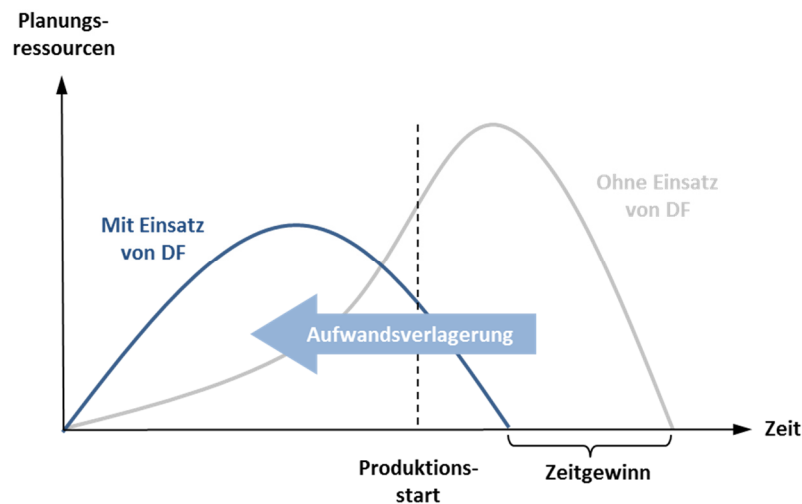 Planungs-
ressourcen
Mit Einsatz
von DF
Ohne Einsatz
von DF
Aufwandsverlagerung
Zeit
Produktions-
start
Zeitgewinn